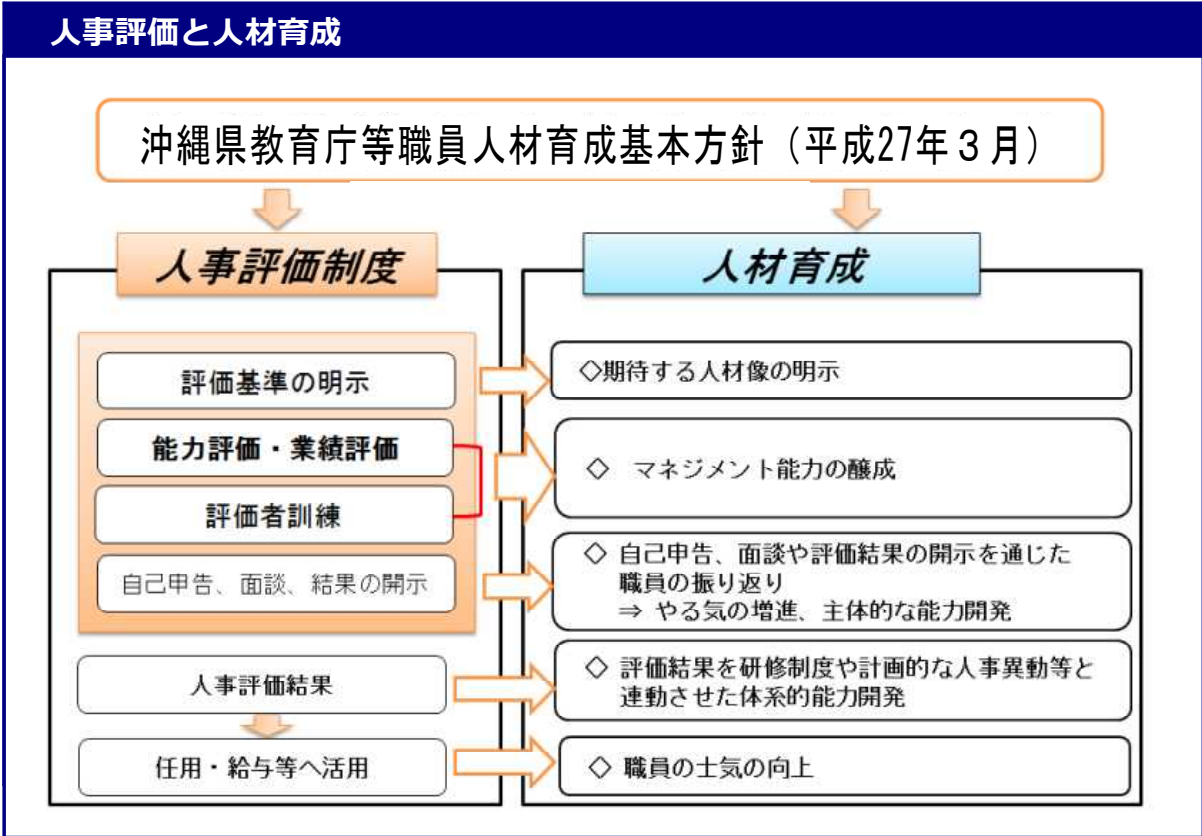 人事評価と人材育成
沖縄県教育庁等職員人材育成基本方針（平成27年３月）
人事評価制度
評価基準の明示
能力評価・業績評価
評価者訓練
自己申告、面談、結果の開示
人事評価結果
任用・給与等へ活用
人材育成
◇期待する人材像の明示
◇ マネジメント能力の醸成
◇ 自己申告、面談や評価結果の開示を通じた
職員の振り返り
⇒ やる気の増進、主体的な能力開発
◇ 評価結果を研修制度や計画的な人事異動等と
連動させた体系的能力開発
◇ 職員の士気の向上